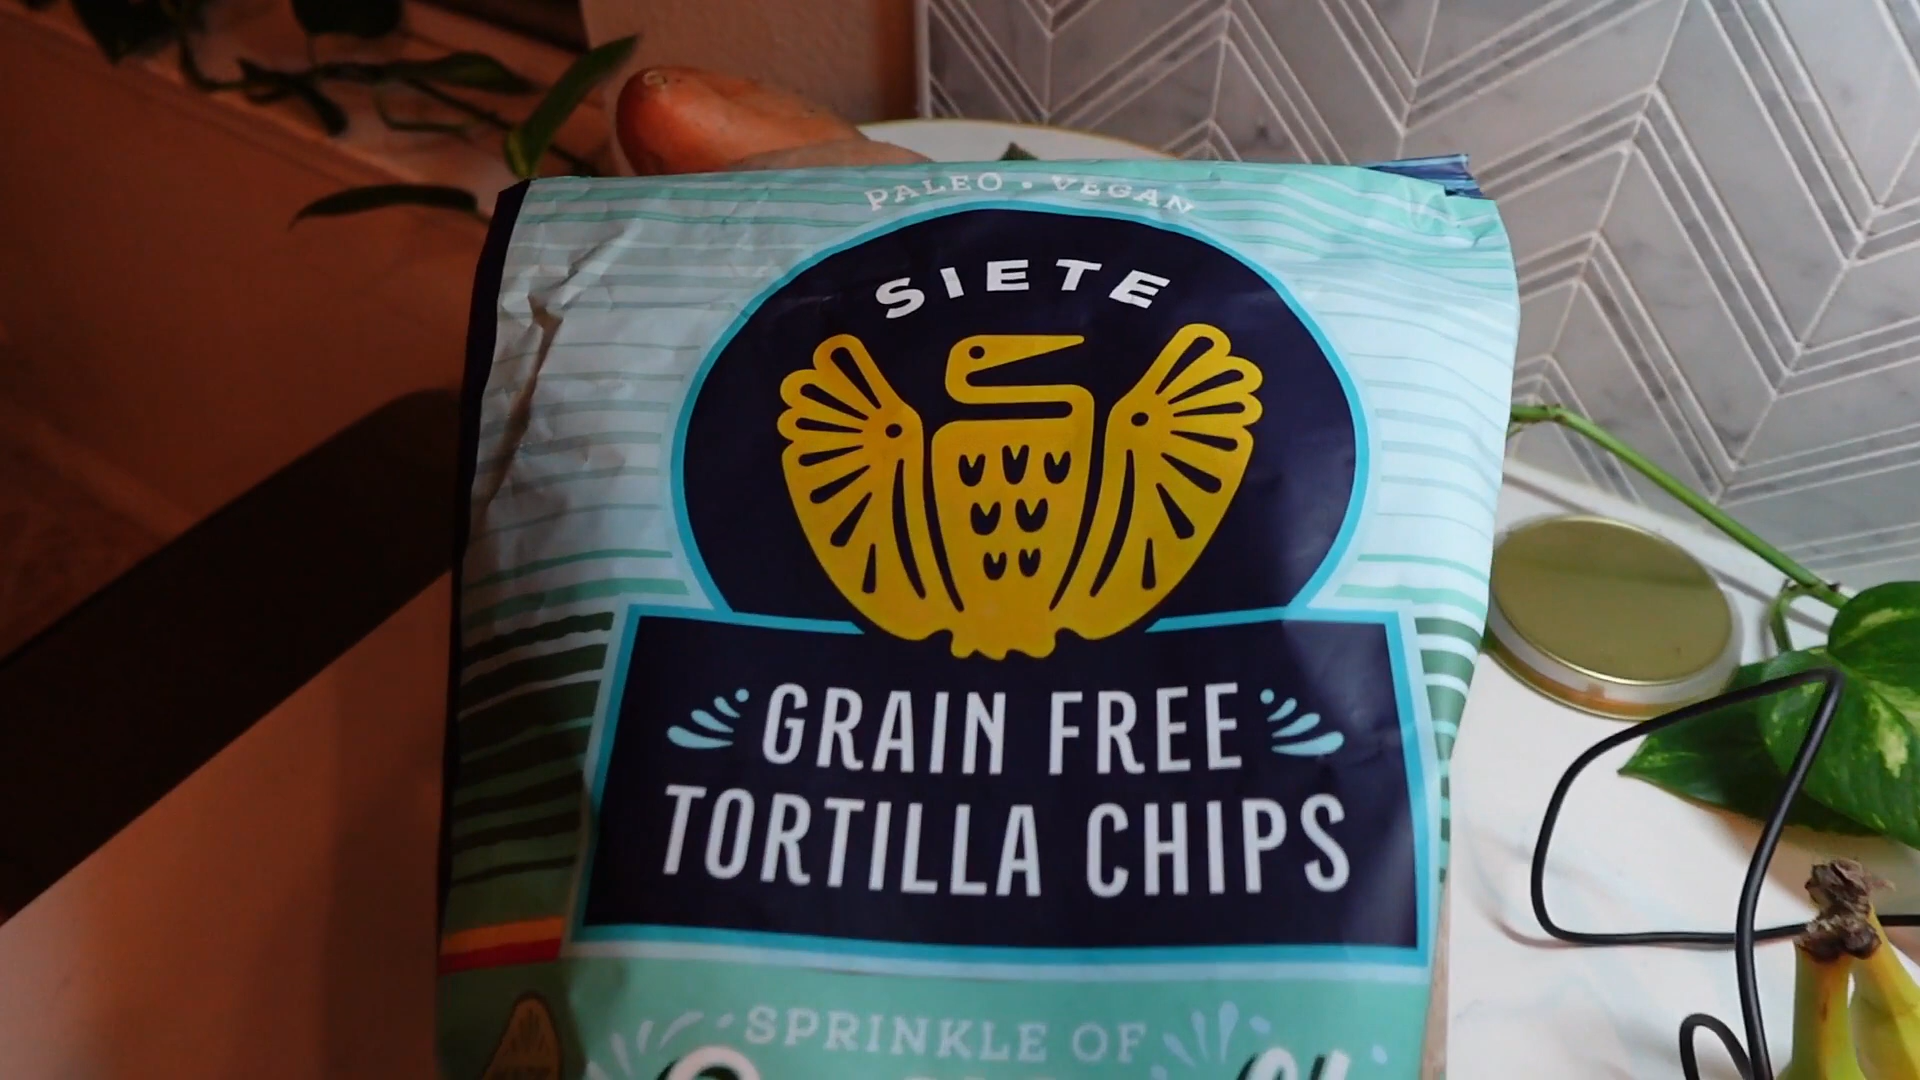 PALEO • VEGAN
SIETE
GRAIN FREE
TORTILLA CHIPS
SPRINKLE OF